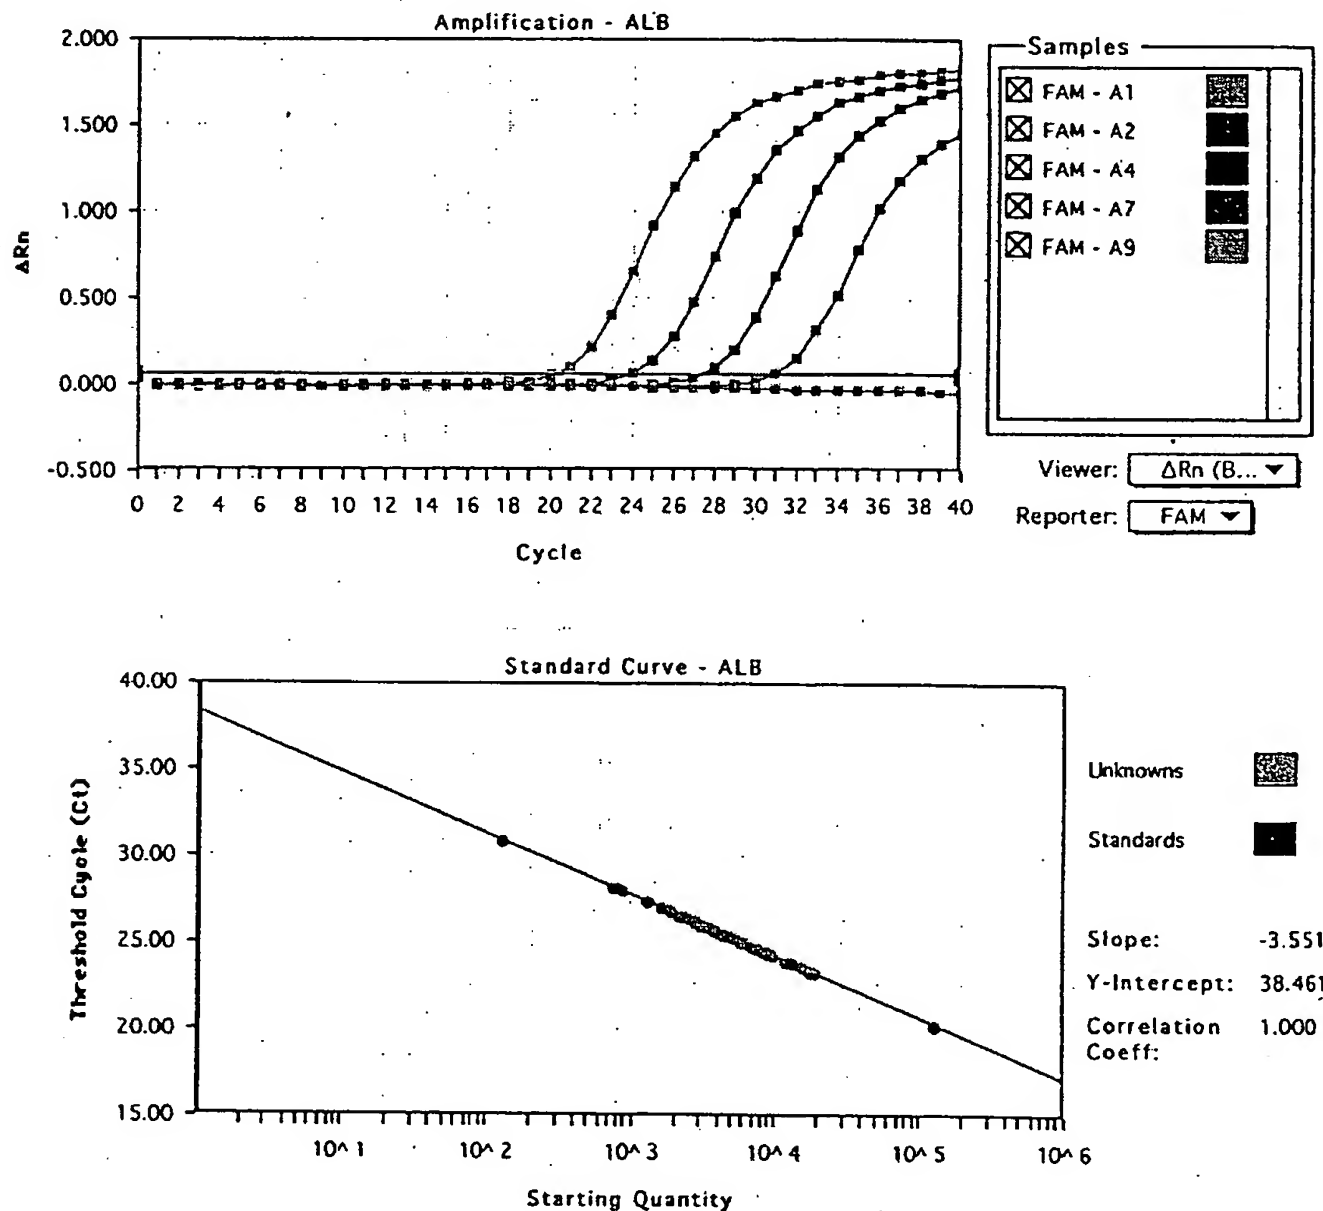 Amplification - ALB
2.000
1.500
1.000
0.500
0.000
-0.500
ΔRn
0 2 4 6 8 10 12 14 16 18 20 22 24 26 28 30 32 34 36 38 40
Cycle
Samples
FAM - A1
FAM - A2
FAM - A4
FAM - A7
FAM - A9
Viewer: ΔRn (B... ▼
Reporter: FAM ▼
Standard Curve - ALB
40.00
35.00
30.00
25.00
20.00
15.00
Threshold Cycle (Ct)
10^1 10^2 10^3 10^4 10^5 10^6
Starting Quantity
Unknowns
Standards
Slope: -3.551
Y-Intercept: 38.461
Correlation 1.000
Coeff: